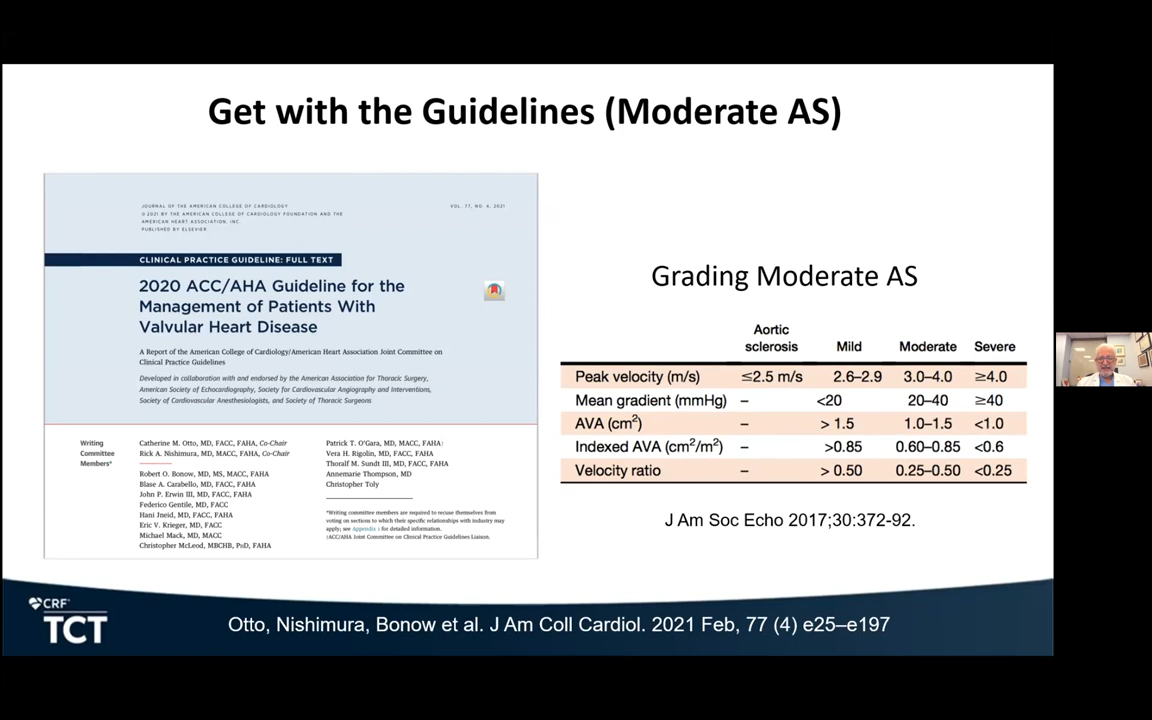 Get with the Guidelines (Moderate AS)
JOURNAL OF THE AMERICAN COLLEGE OF CARDIOLOGY
VOL. 77, NO. 4, 2021
© 2021 BY THE AMERICAN COLLEGE OF CARDIOLOGY FOUNDATION AND THE
AMERICAN HEART ASSOCIATION, INC.
PUBLISHED BY ELSEVIER
CLINICAL PRACTICE GUIDELINE: FULL TEXT
2020 ACC/AHA Guideline for the
Management of Patients With
Valvular Heart Disease
A Report of the American College of Cardiology/American Heart Association Joint Committee on
Clinical Practice Guidelines
Developed in collaboration with and endorsed by the American Association for Thoracic Surgery,
American Society of Echocardiography, Society for Cardiovascular Angiography and Interventions,
Society of Cardiovascular Anesthesiologists, and Society of Thoracic Surgeons
Writing
Committee
Members*
Catherine M. Otto, MD, FACC, FAHA, Co-Chair
Rick A. Nishimura, MD, MACC, FAHA, Co-Chair
Robert O. Bonow, MD, MS, MACC, FAHA
Blase A. Carabello, MD, FACC, FAHA
John P. Erwin III, MD, FACC, FAHA
Federico Gentile, MD, FACC
Hani Jneid, MD, FACC, FAHA
Eric V. Krieger, MD, FACC
Michael Mack, MD, MACC
Christopher McLeod, MBCHB, PhD, FAHA
Patrick T. O'Gara, MD, MACC, FAHA†
Vera H. Rigolin, MD, FACC, FAHA
Thoralf M. Sundt III, MD, FACC, FAHA
Annemarie Thompson, MD
Christopher Toly
*Writing committee members are required to recuse themselves from
voting on sections to which their specific relationships with industry may
apply; see Appendix 1 for detailed information.
†ACC/AHA Joint Committee on Clinical Practice Guidelines Liaison.
Grading Moderate AS
Aortic
sclerosis Mild Moderate Severe
Peak velocity (m/s) ≤2.5 m/s 2.6–2.9 3.0–4.0 ≥4.0
Mean gradient (mmHg) – <20 20–40 ≥40
AVA (cm²) – > 1.5 1.0–1.5 <1.0
Indexed AVA (cm²/m²) – >0.85 0.60–0.85 <0.6
Velocity ratio – > 0.50 0.25–0.50 <0.25
J Am Soc Echo 2017;30:372-92.
CRF
TCT
Otto, Nishimura, Bonow et al. J Am Coll Cardiol. 2021 Feb, 77 (4) e25–e197